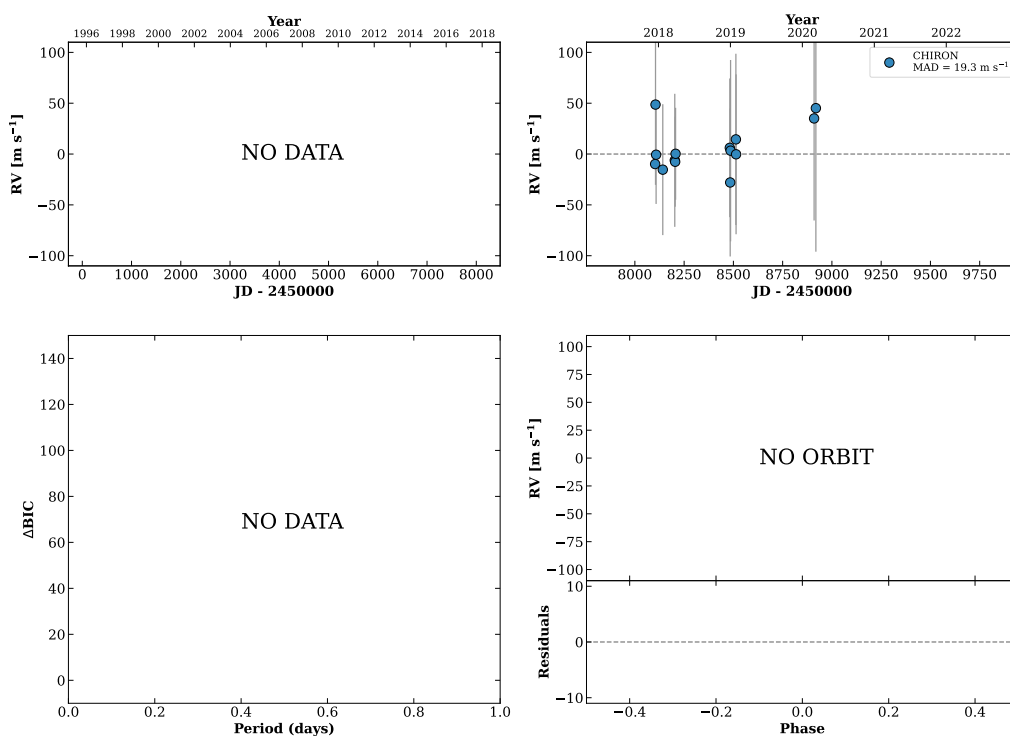 Year
1996 1998 2000 2002 2004 2006 2008 2010 2012 2014 2016 2018
100
50
0
−50
−100
RV [m s⁻¹]
NO DATA
0 1000 2000 3000 4000 5000 6000 7000 8000
JD - 2450000
Year
2018 2019 2020 2021 2022
CHIRON
MAD = 19.3 m s⁻¹
100
50
0
−50
−100
RV [m s⁻¹]
8000 8250 8500 8750 9000 9250 9500 9750
JD - 2450000
140
120
100
80
60
40
20
0
ΔBIC
NO DATA
0.0 0.2 0.4 0.6 0.8 1.0
Period (days)
100
75
50
25
0
−25
−50
−75
−100
RV [m s⁻¹]
NO ORBIT
10
0
−10
Residuals
−0.4 −0.2 0.0 0.2 0.4
Phase